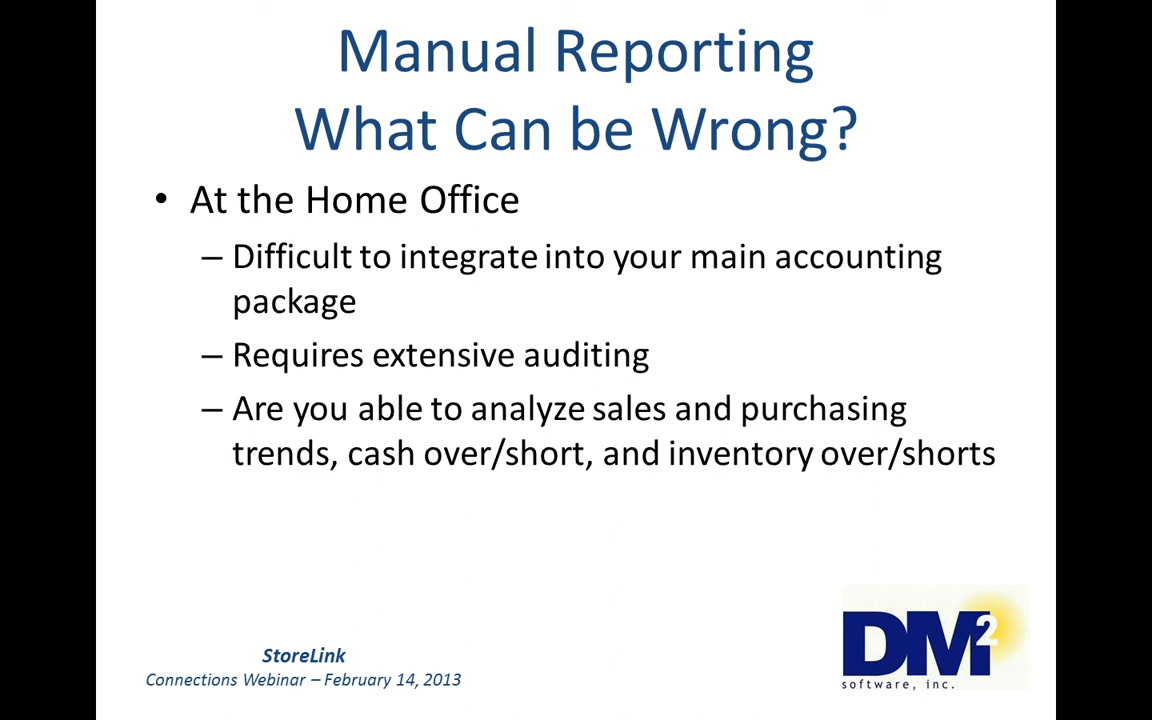 Manual Reporting
What Can be Wrong?
• At the Home Office
– Difficult to integrate into your main accounting
package
– Requires extensive auditing
– Are you able to analyze sales and purchasing
trends, cash over/short, and inventory over/shorts
StoreLink
Connections Webinar – February 14, 2013
DM2
software, inc.